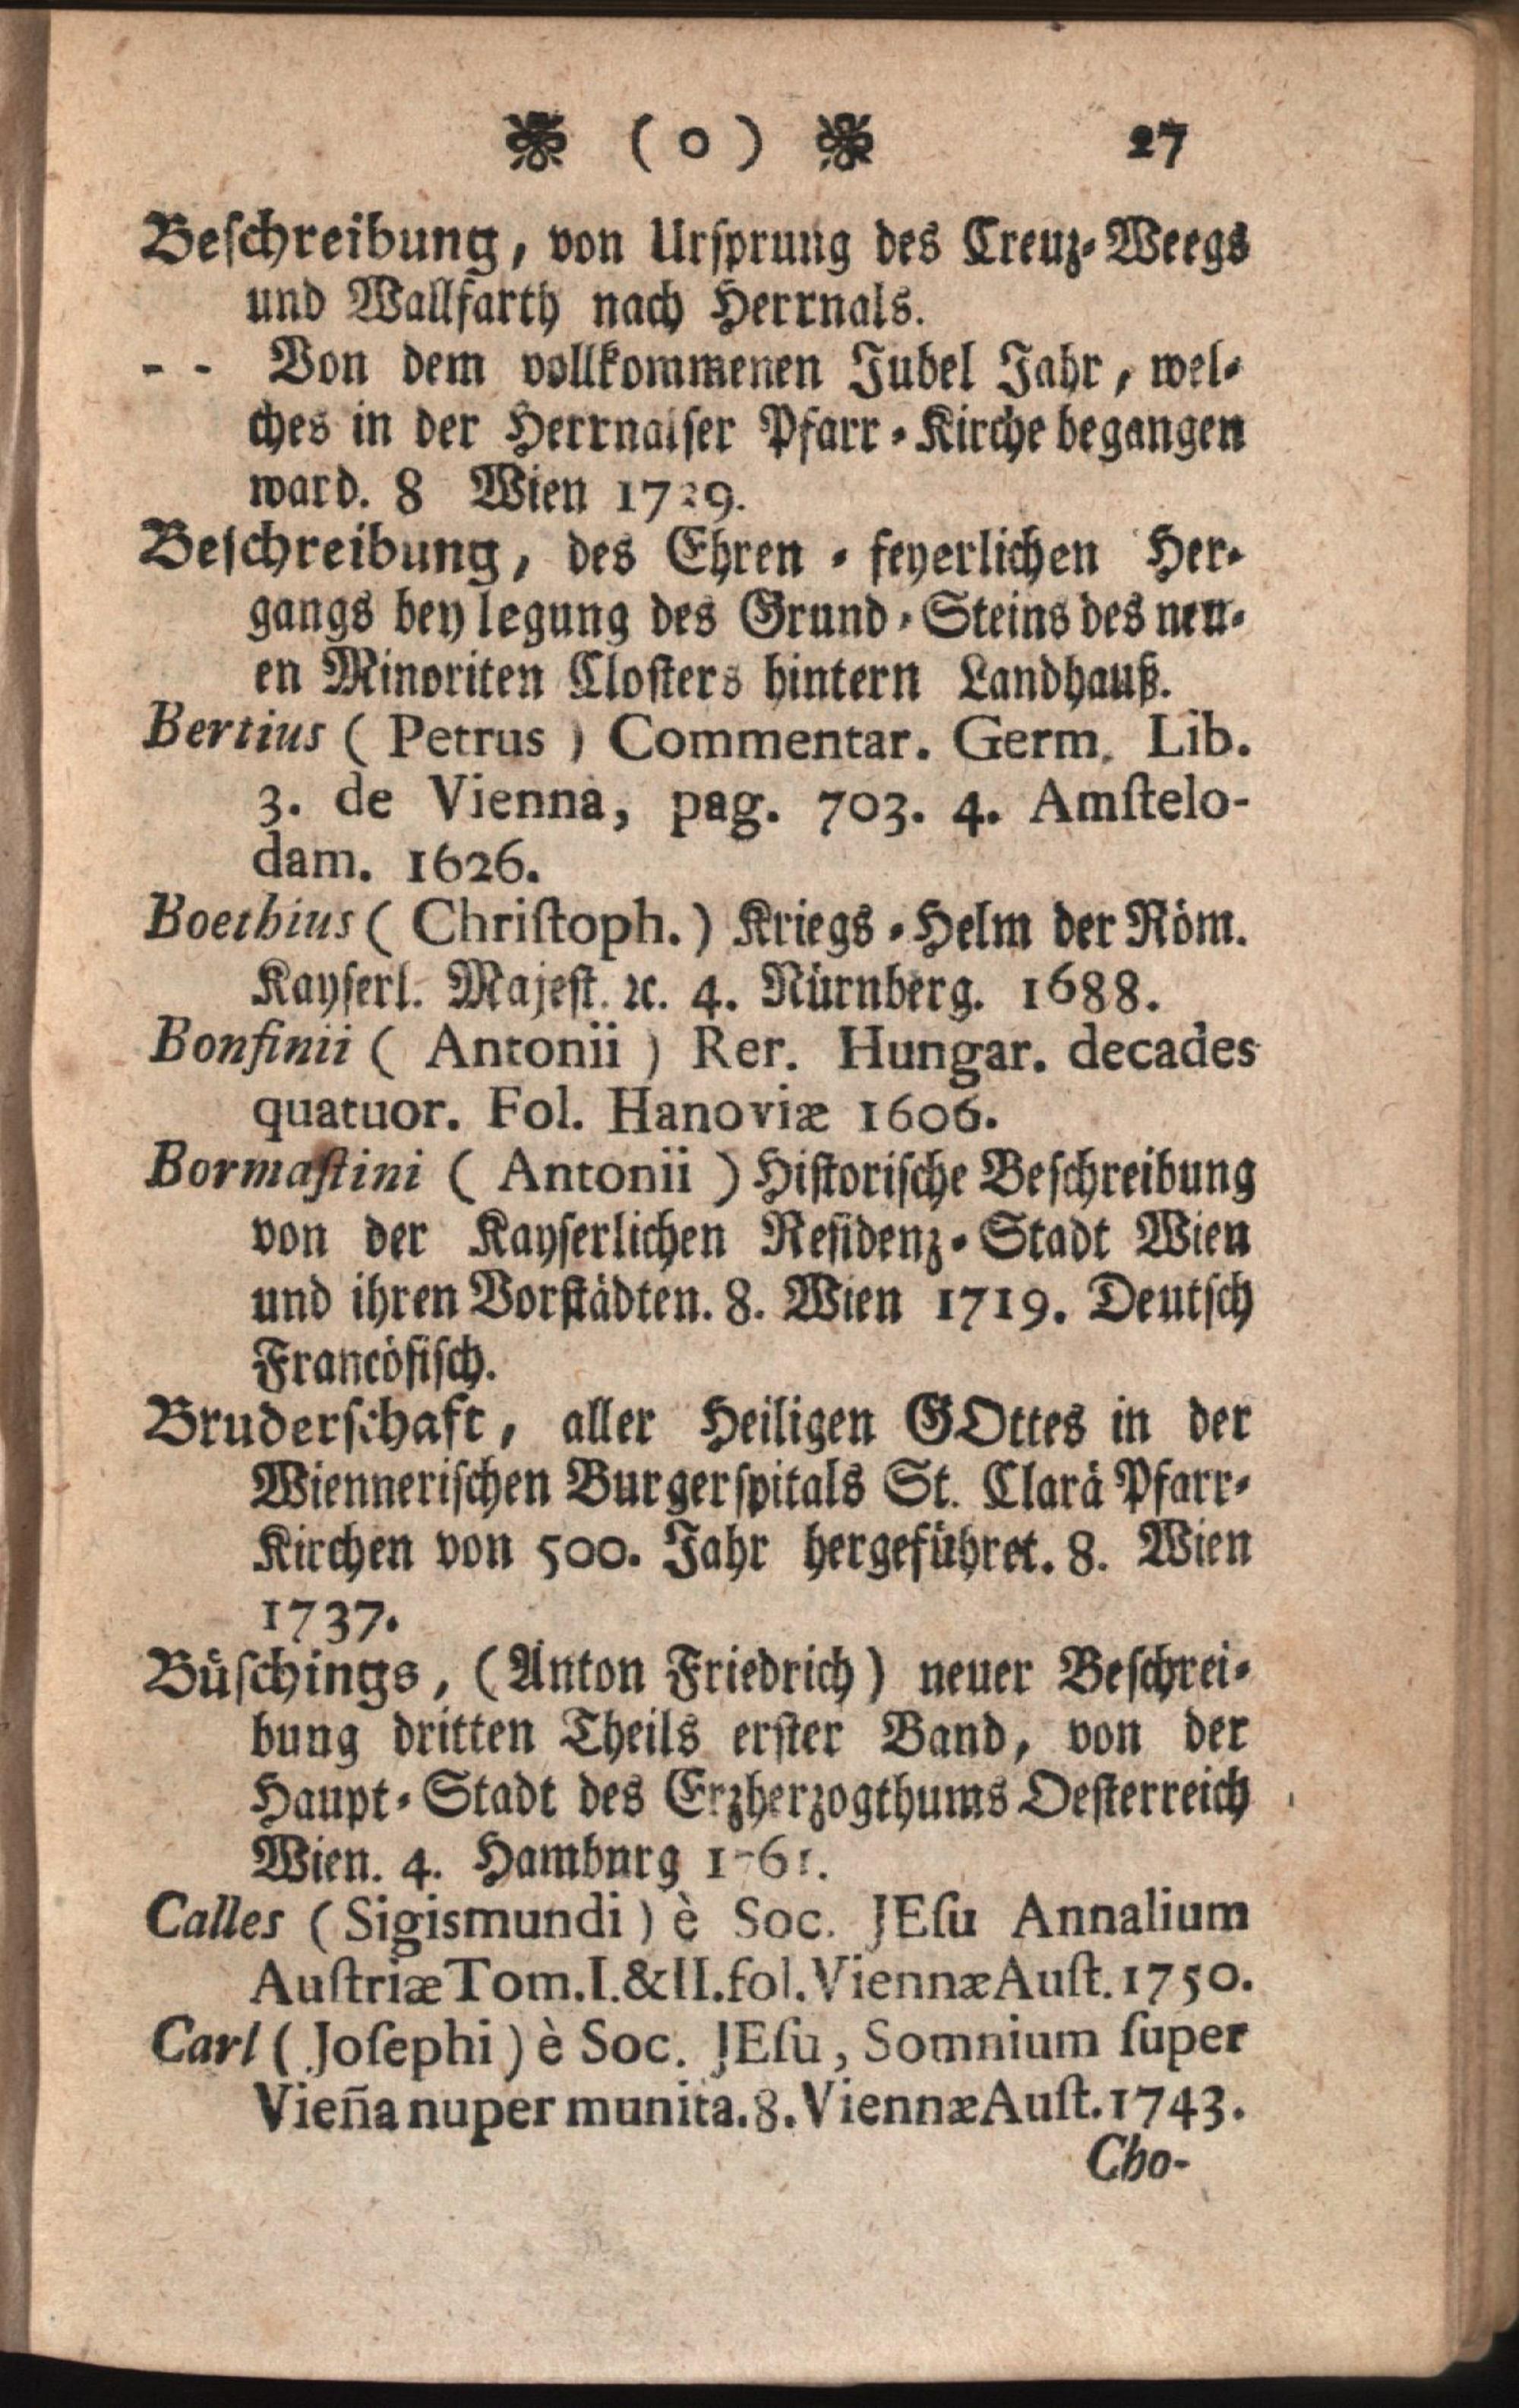 ❋ (o) ❋ 27
Beſchreibung, von Urſprung des Creuz-Weegs
und Wallfarth nach Herrnals.
- - Von dem vollkommenen Jubel Jahr, wel-
ches in der Herrnalſer Pfarr-Kirche begangen
ward. 8 Wien 1729.
Beſchreibung, des Ehren-feyerlichen Her-
gangs bey legung des Grund-Steins des neu-
en Minoriten Cloſters hintern Landhauß.
Bertius (Petrus) Commentar. Germ. Lib.
3. de Vienna, pag. 703. 4. Amſtelo-
dam. 1626.
Boethius (Chriſtoph.) Kriegs-Helm der Röm.
Kayſerl. Majeſt. ꝛc. 4. Nürnberg. 1688.
Bonfinii (Antonii) Rer. Hungar. decades
quatuor. Fol. Hanoviæ 1606.
Bormaſtini (Antonii) Hiſtoriſche Beſchreibung
von der Kayſerlichen Reſidenz-Stadt Wien
und ihren Vorſtädten. 8. Wien 1719. Deutſch
Francöſiſch.
Bruderſchaft, aller Heiligen GOttes in der
Wienneriſchen Burgerſpitals St. Clarä Pfarr-
Kirchen von 500. Jahr hergeführet. 8. Wien
1737.
Büſchings, (Anton Friedrich) neuer Beſchrei-
bung dritten Theils erſter Band, von der
Haupt-Stadt des Erzherzogthums Oeſterreich
Wien. 4. Hamburg 1761.
Calles (Sigismundi) è Soc. JEſu Annalium
Auſtriæ Tom. I. & II. fol. Viennæ Auſt. 1750.
Carl (Joſephi) è Soc. JEſu, Somnium ſuper
Vieña nuper munita. 8. Viennæ Auſt. 1743.
Cho-